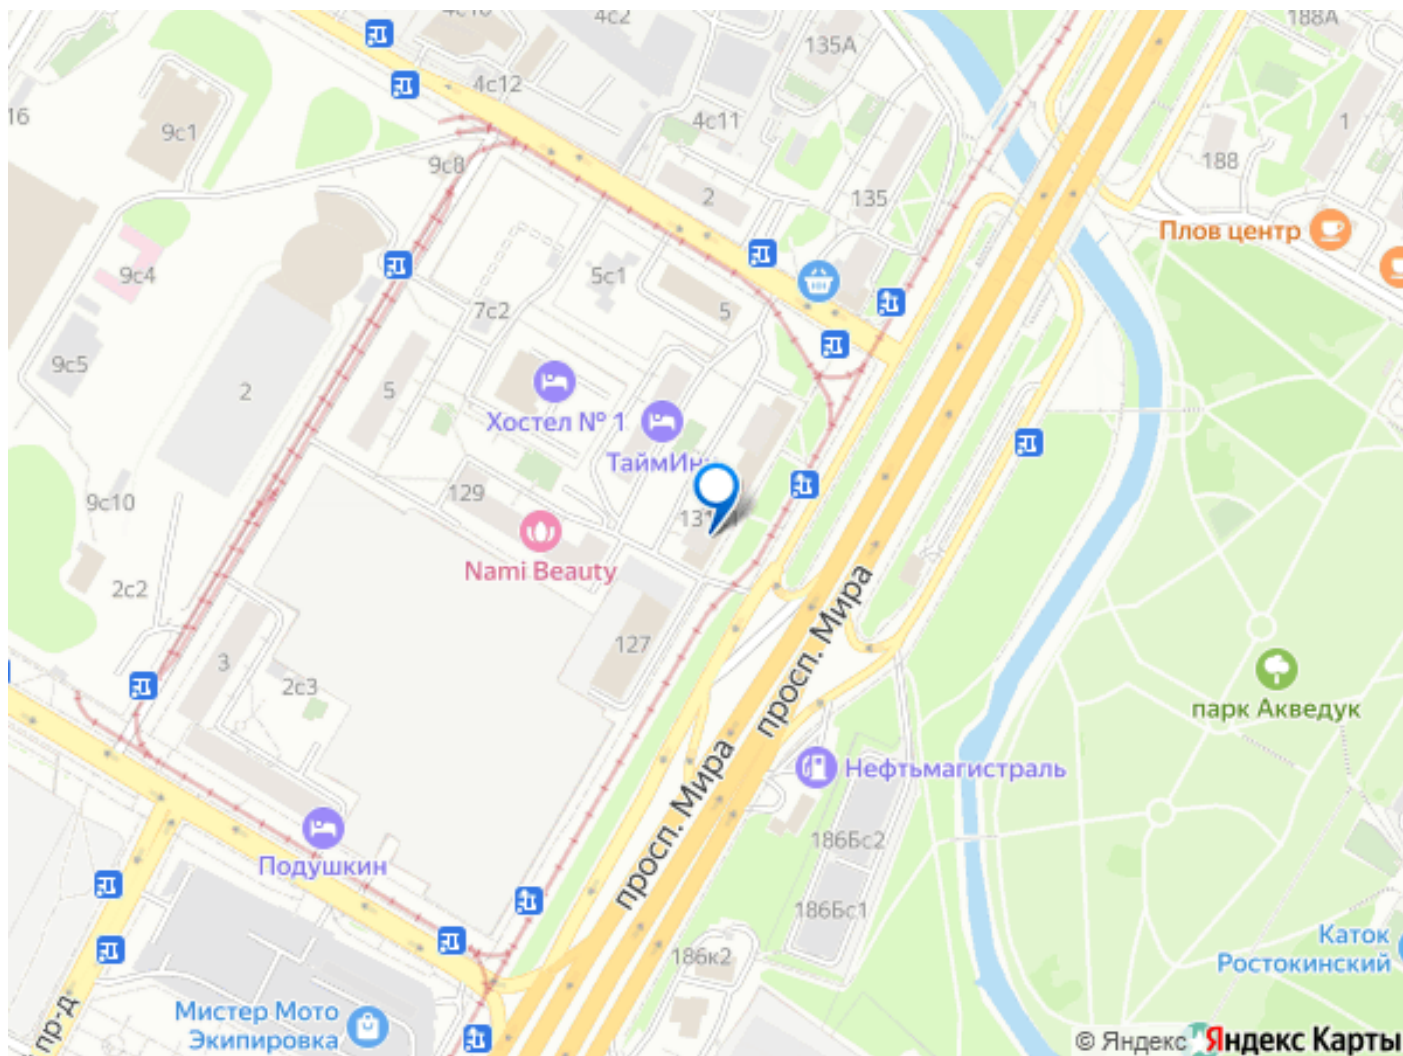 4с2
188А
135А
4с12
16
9с1
4с11
1
9с8
188
2
135
Плов центр
9с4
5с1
7с2
5
9с5
2
5
Хостел № 1
ТаймИнн
129
9с10
Nami Beauty
2с2
просп. Мира
127
3
2с3
парк Акведук
просп. Мира
Нефтьмагистраль
186Бс2
Подушкин
186Бс1
Каток
Ростокинский
186к2
Мистер Мото
Экипировка
пр-д
© Яндекс
Яндекс Карты